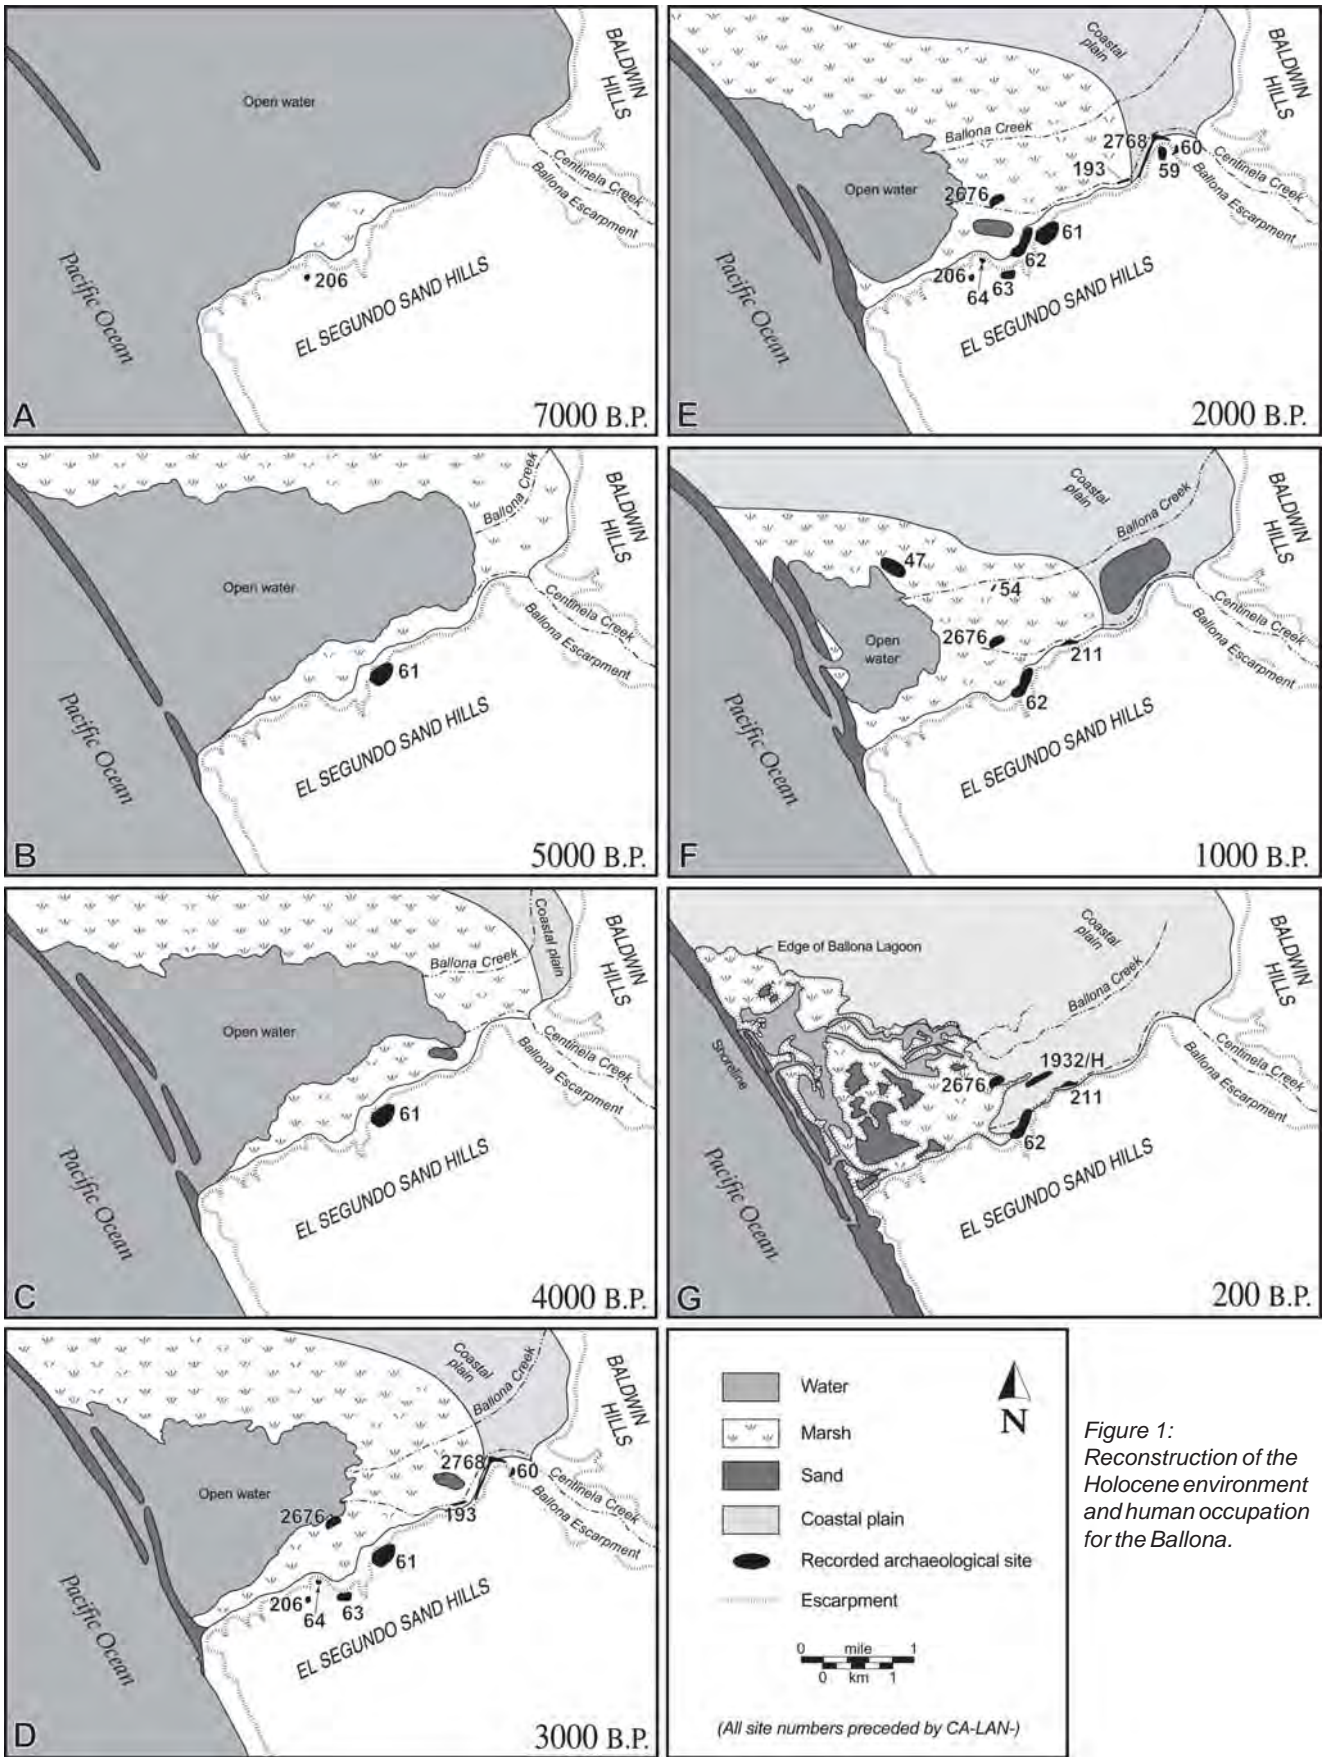 Open water
BALDWIN
HILLS
Centinela Creek
Ballona Escarpment
206
EL SEGUNDO SAND HILLS
Pacific Ocean
A
7000 B.P.
Ballona Creek
Open water
BALDWIN
HILLS
Centinela Creek
Ballona Escarpment
61
EL SEGUNDO SAND HILLS
Pacific Ocean
B
5000 B.P.
Coastal plain
Ballona Creek
Open water
BALDWIN
HILLS
Centinela Creek
Ballona Escarpment
61
EL SEGUNDO SAND HILLS
Pacific Ocean
C
4000 B.P.
Coastal
plain
Ballona Creek
BALDWIN
HILLS
2768
60
Centinela Creek
Ballona Escarpment
Open water
2676
193
61
206
64
63
EL SEGUNDO SAND HILLS
Pacific Ocean
D
3000 B.P.
Coastal
plain
BALDWIN
HILLS
Ballona Creek
2768
60
193
59
Centinela Creek
Ballona Escarpment
Open water
2676
61
62
206
64
63
EL SEGUNDO SAND HILLS
Pacific Ocean
E
2000 B.P.
Coastal
plain
Ballona Creek
BALDWIN
HILLS
47
54
Centinela Creek
Ballona Escarpment
Open
water
2676
211
62
EL SEGUNDO SAND HILLS
Pacific Ocean
F
1000 B.P.
Edge of Ballona Lagoon
Coastal
plain
Ballona Creek
BALDWIN
HILLS
Shoreline
1932/H
2676
211
Centinela Creek
Ballona Escarpment
62
EL SEGUNDO SAND HILLS
Pacific Ocean
G
200 B.P.
Water
Marsh
Sand
Coastal plain
Recorded archaeological site
Escarpment
N
0 mile 1
0 km 1
(All site numbers preceded by CA-LAN-)
Figure 1:
Reconstruction of the
Holocene environment
and human occupation
for the Ballona.